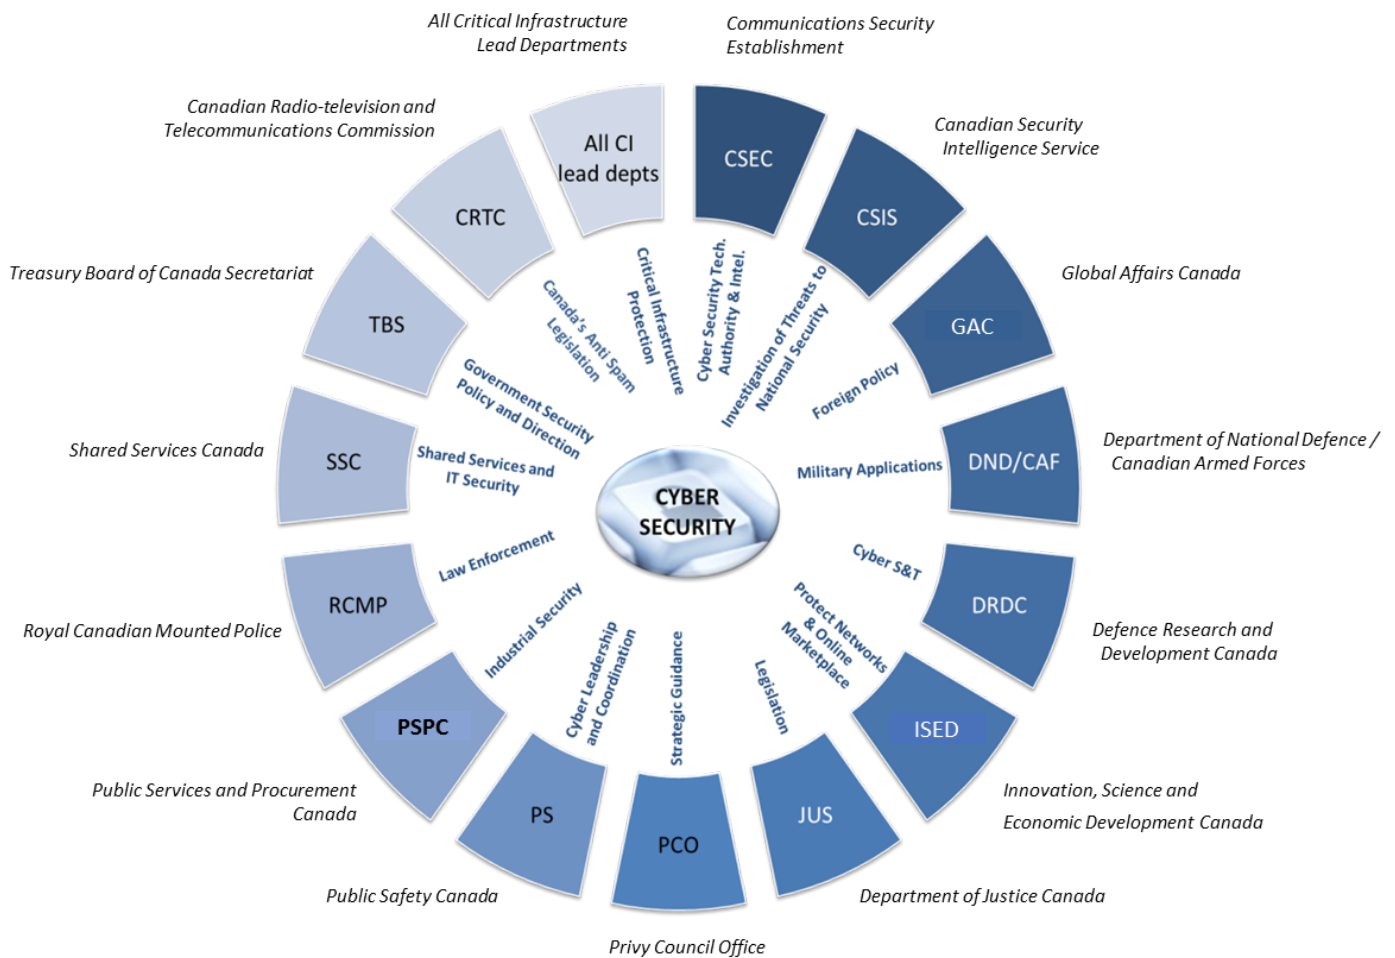 All Critical Infrastructure
Lead Departments
Communications Security
Establishment
Canadian Radio-television and
Telecommunications Commission
Canadian Security
Intelligence Service
Treasury Board of Canada Secretariat
Global Affairs Canada
Shared Services Canada
Department of National Defence /
Canadian Armed Forces
Royal Canadian Mounted Police
Defence Research and
Development Canada
Public Services and Procurement
Canada
Innovation, Science and
Economic Development Canada
Public Safety Canada
Department of Justice Canada
Privy Council Office
All CI
lead depts
CSEC
CSIS
GAC
DND/CAF
DRDC
ISED
JUS
PCO
PS
PSPC
RCMP
SSC
TBS
CRTC
Critical Infrastructure
Protection
Cyber Security Tech.
Authority & Intel.
Investigation of Threats to
National Security
Foreign Policy
Military Applications
Cyber S&T
Protect Networks
& Online
Marketplace
Legislation
Strategic Guidance
Cyber Leadership
and Coordination
Industrial Security
Law Enforcement
Shared Services and
IT Security
Government Security
Policy and Direction
Canada's Anti Spam
Legislation
CYBER
SECURITY